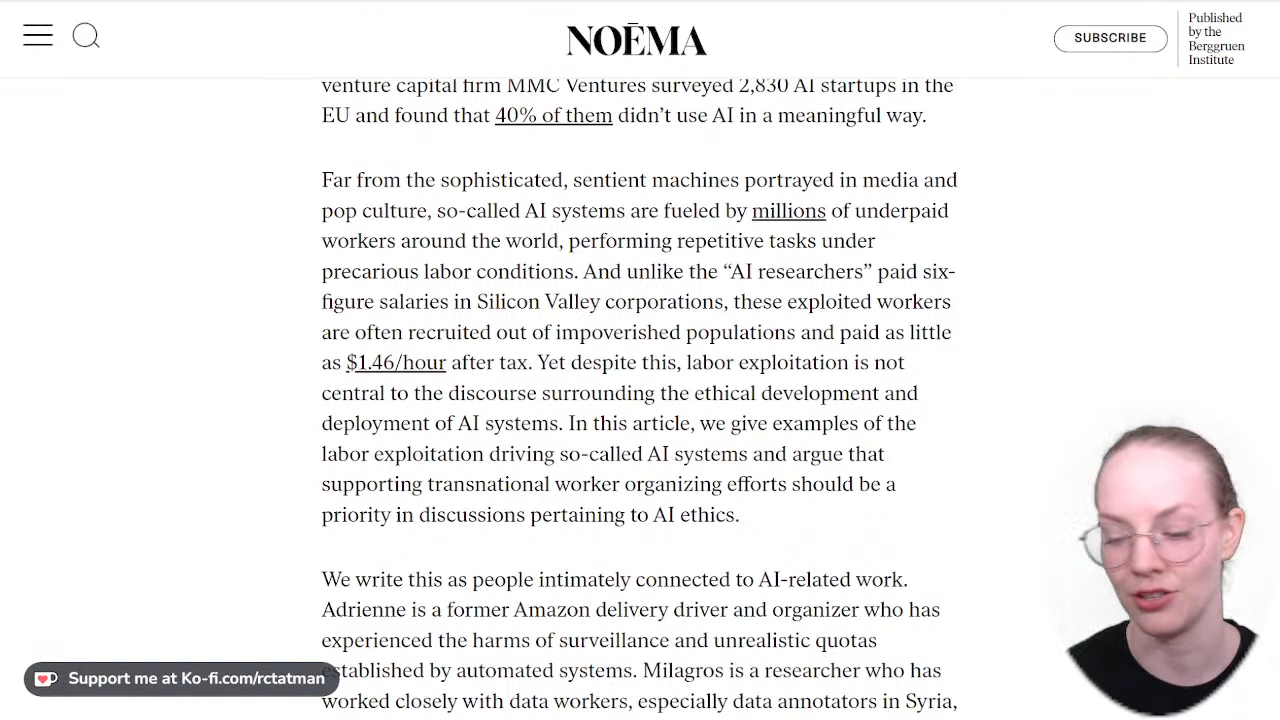 NOĒMA
SUBSCRIBE
Published
by the
Berggruen
Institute
venture capital firm MMC Ventures surveyed 2,830 AI startups in the
EU and found that 40% of them didn’t use AI in a meaningful way.
Far from the sophisticated, sentient machines portrayed in media and
pop culture, so-called AI systems are fueled by millions of underpaid
workers around the world, performing repetitive tasks under
precarious labor conditions. And unlike the “AI researchers” paid six-
figure salaries in Silicon Valley corporations, these exploited workers
are often recruited out of impoverished populations and paid as little
as $1.46/hour after tax. Yet despite this, labor exploitation is not
central to the discourse surrounding the ethical development and
deployment of AI systems. In this article, we give examples of the
labor exploitation driving so-called AI systems and argue that
supporting transnational worker organizing efforts should be a
priority in discussions pertaining to AI ethics.
We write this as people intimately connected to AI-related work.
Adrienne is a former Amazon delivery driver and organizer who has
experienced the harms of surveillance and unrealistic quotas
established by automated systems. Milagros is a researcher who has
worked closely with data workers, especially data annotators in Syria,
Support me at Ko-fi.com/rctatman